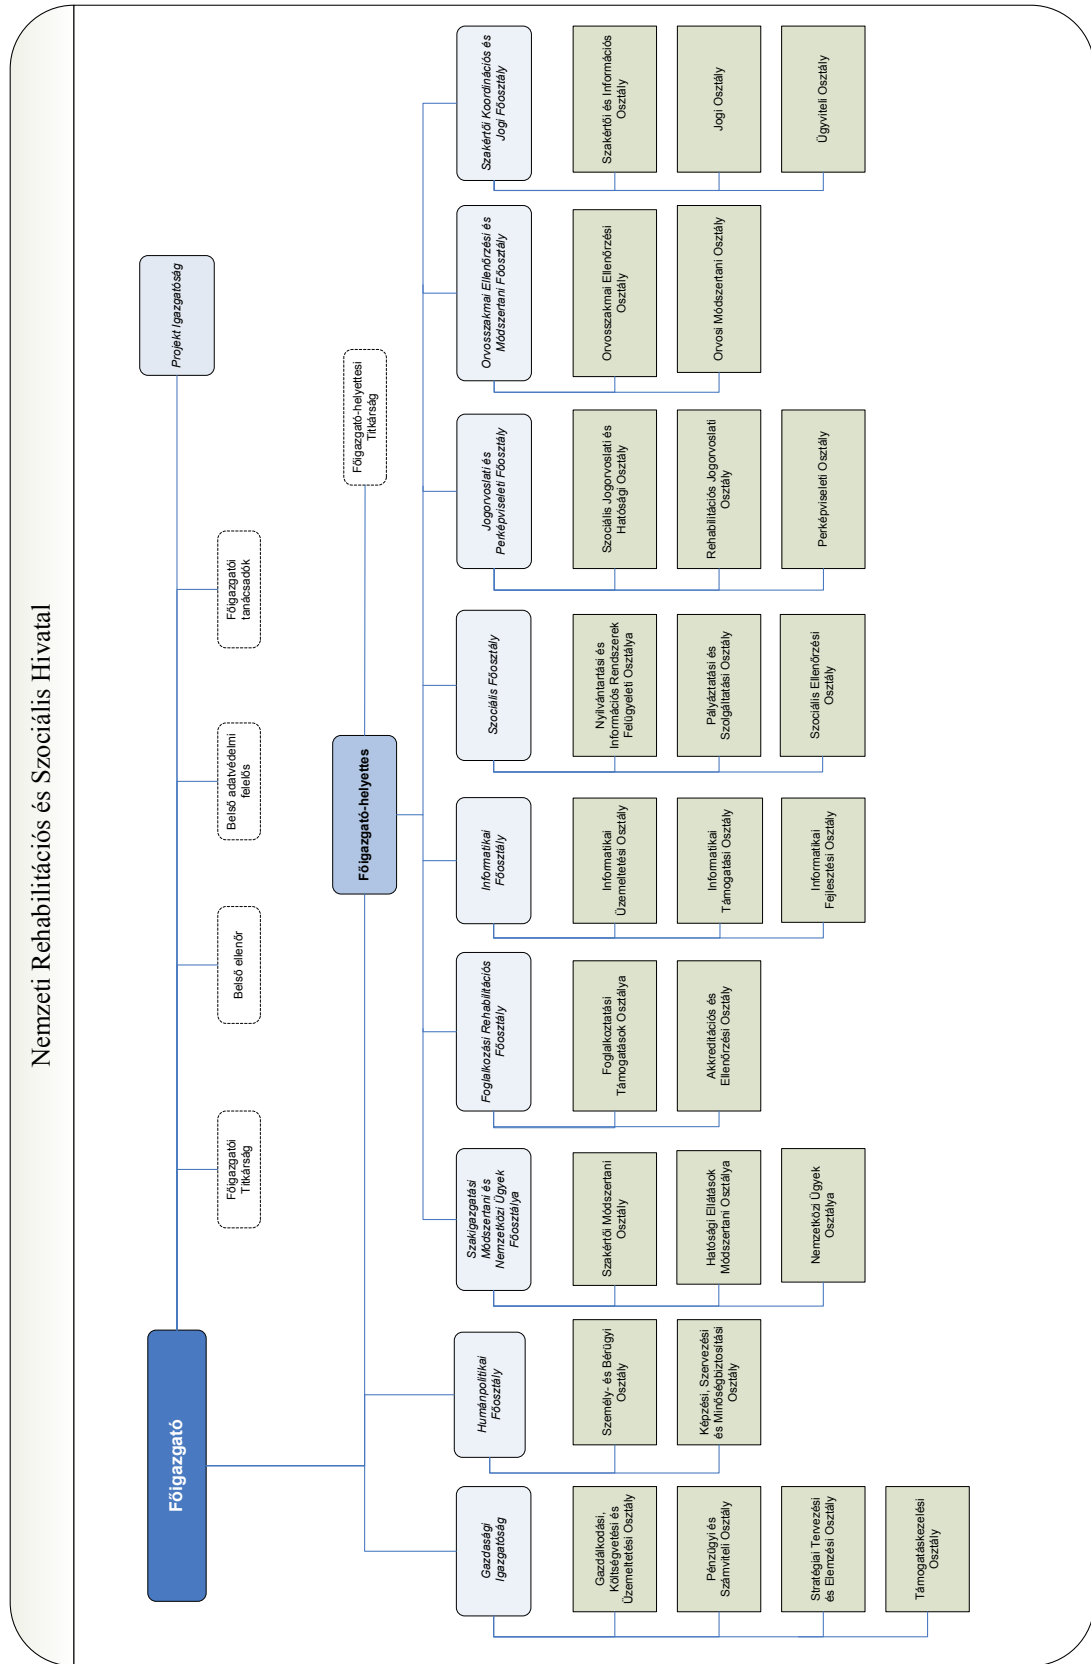 Nemzeti Rehabilitációs és Szociális Hivatal
Főigazgató
Főigazgatói
Titkárság
Belső ellenőr
Belső adatvédelmi
felelős
Főigazgatói
tanácsadók
Projekt Igazgatóság
Főigazgató-helyettes
Főigazgató-helyettesi
Titkárság
Gazdasági
Igazgatóság
Gazdálkodási,
Költségvetési és
Üzemeltetési Osztály
Pénzügyi és
Számviteli Osztály
Stratégiai Tervezési
és Elemzési Osztály
Támogatáskezelési
Osztály
Humánpolitikai
Főosztály
Személy- és Bérügyi
Osztály
Képzési, Szervezési
és Minőségbiztosítási
Osztály
Szakigazgatási
Módszertani és
Nemzetközi Ügyek
Főosztálya
Szakértői Módszertani
Osztály
Hatósági Ellátások
Módszertani Osztálya
Nemzetközi Ügyek
Osztálya
Foglalkozási Rehabilitációs
Főosztály
Foglalkoztatási
Támogatások Osztálya
Akkreditációs és
Ellenőrzési Osztály
Informatikai
Főosztály
Informatikai
Üzemeltetési Osztály
Informatikai
Támogatási Osztály
Informatikai
Fejlesztési Osztály
Szociális Főosztály
Nyilvántartási és
Információs Rendszerek
Felügyeleti Osztálya
Pályáztatási és
Szolgáltatási Osztály
Szociális Ellenőrzési
Osztály
Jogorvoslati és
Perképviseleti Főosztály
Szociális Jogorvoslati és
Hatósági Osztály
Rehabilitációs Jogorvoslati
Osztály
Perképviseleti Osztály
Orvosszakmai Ellenőrzési és
Módszertani Főosztály
Orvosszakmai Ellenőrzési
Osztály
Orvosi Módszertani Osztály
Szakértői Koordinációs és
Jogi Főosztály
Szakértői és Információs
Osztály
Jogi Osztály
Ügyviteli Osztály